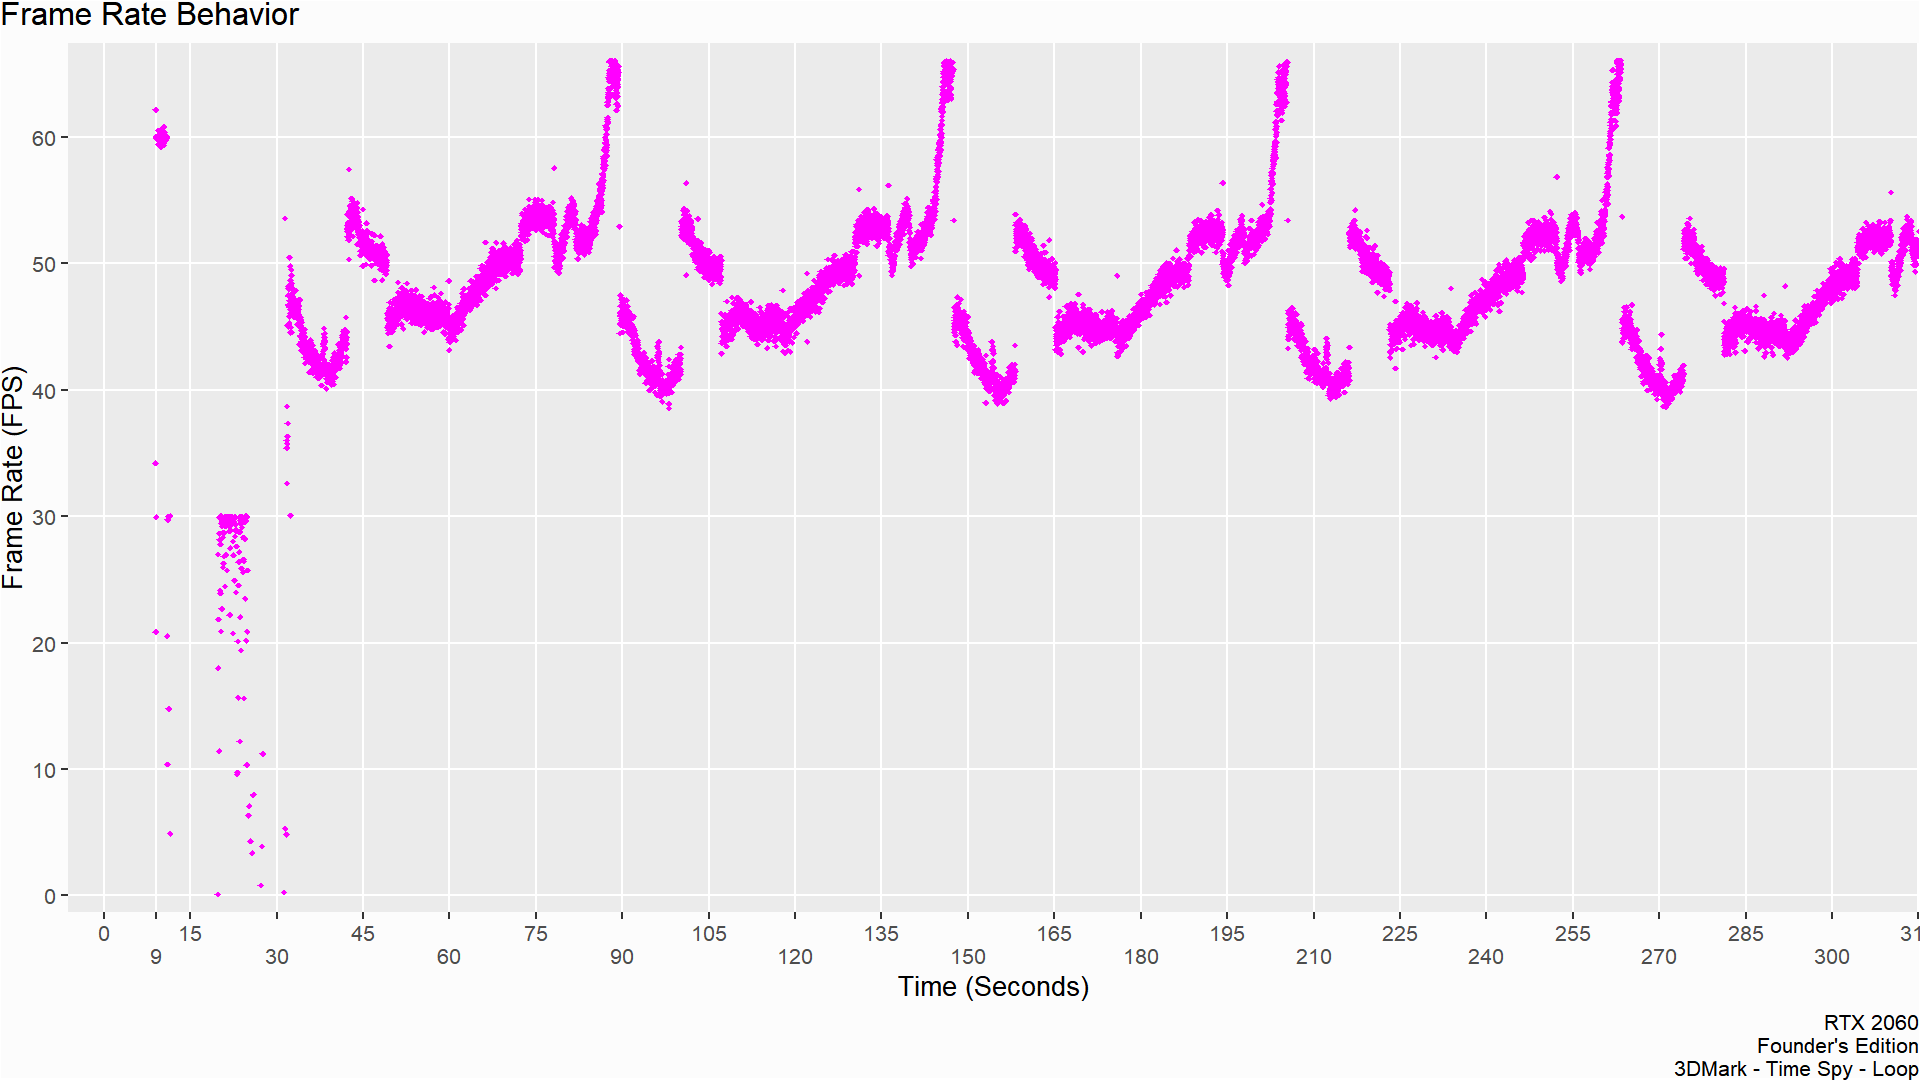 Frame Rate Behavior
Frame Rate (FPS)
60
50
40
30
20
10
0
0 15 45 75 105 135 165 195 225 255 285 31
9 30 60 90 120 150 180 210 240 270 300
Time (Seconds)
RTX 2060
Founder's Edition
3DMark - Time Spy - Loop